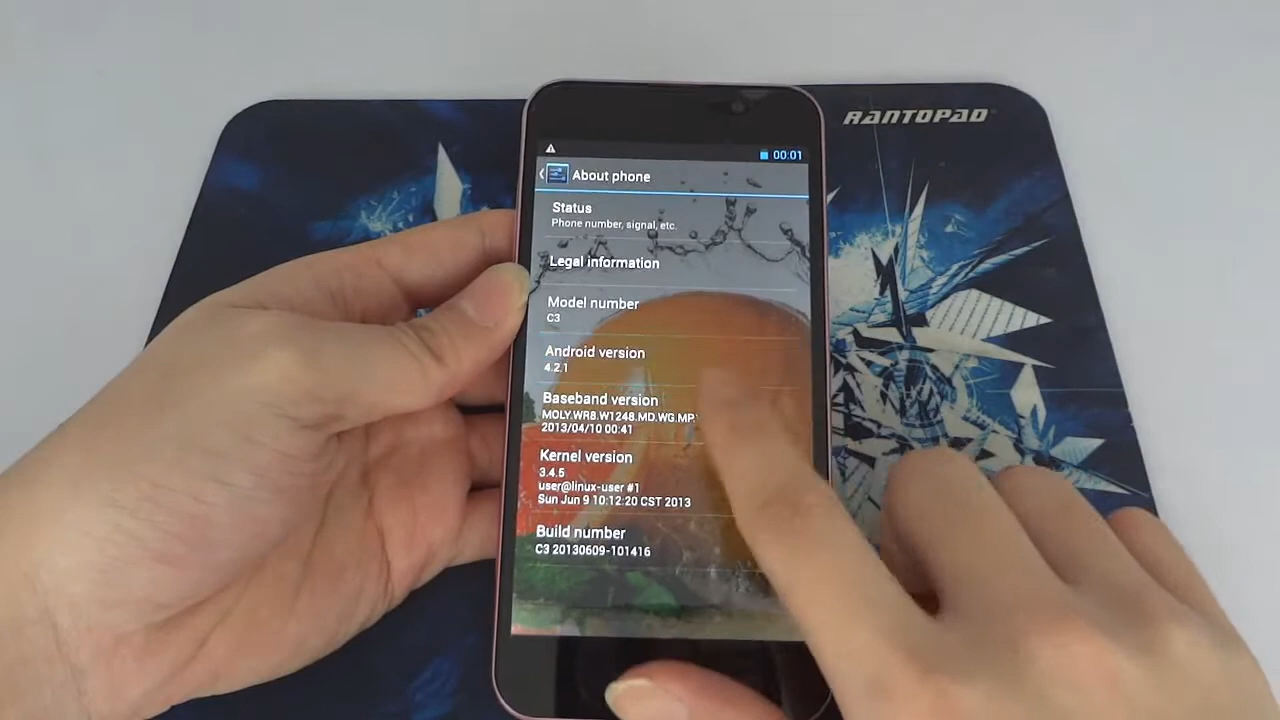 RANTOPAD
00:01
About phone
Status
Phone number, signal, etc.
Legal information
Model number
C3
Android version
4.2.1
Baseband version
MOLY.WR8.W1248.MD.WG.MP.
2013/04/10 00:41
Kernel version
3.4.5
user@linux-user #1
Sun Jun 9 10:12:20 CST 2013
Build number
C3 20130609-101416